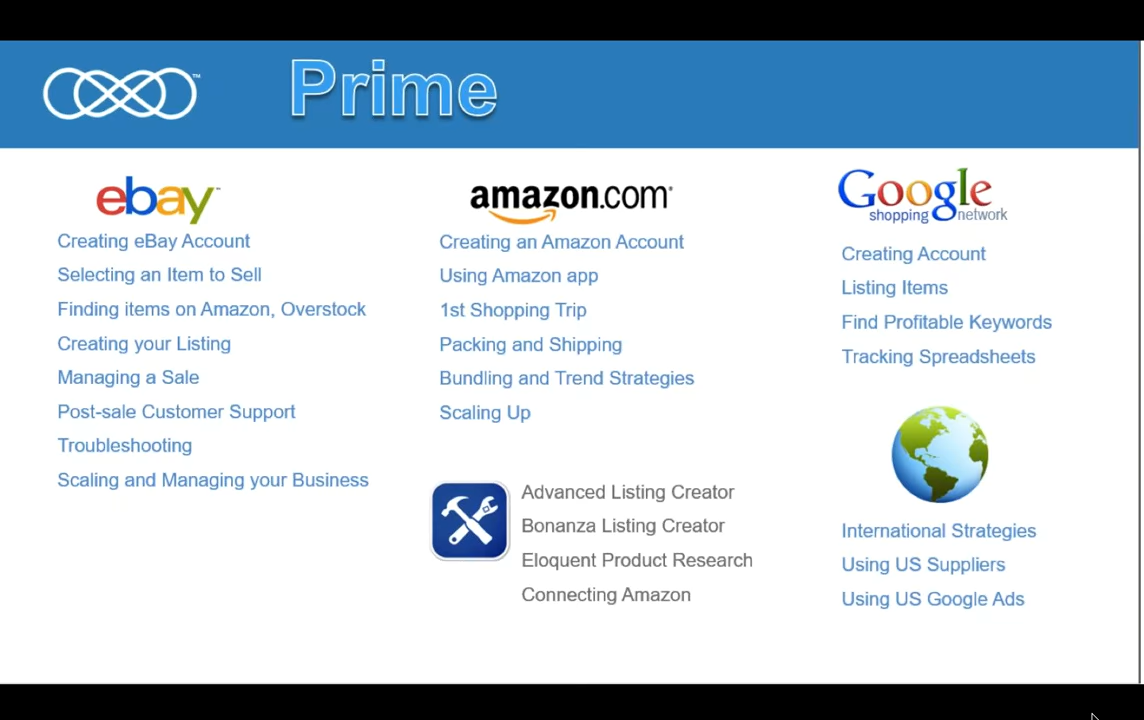 Prime
ebay™
Creating eBay Account
Selecting an Item to Sell
Finding items on Amazon, Overstock
Creating your Listing
Managing a Sale
Post-sale Customer Support
Troubleshooting
Scaling and Managing your Business
amazon.com®
Creating an Amazon Account
Using Amazon app
1st Shopping Trip
Packing and Shipping
Bundling and Trend Strategies
Scaling Up
Advanced Listing Creator
Bonanza Listing Creator
Eloquent Product Research
Connecting Amazon
Google
shopping network
Creating Account
Listing Items
Find Profitable Keywords
Tracking Spreadsheets
International Strategies
Using US Suppliers
Using US Google Ads